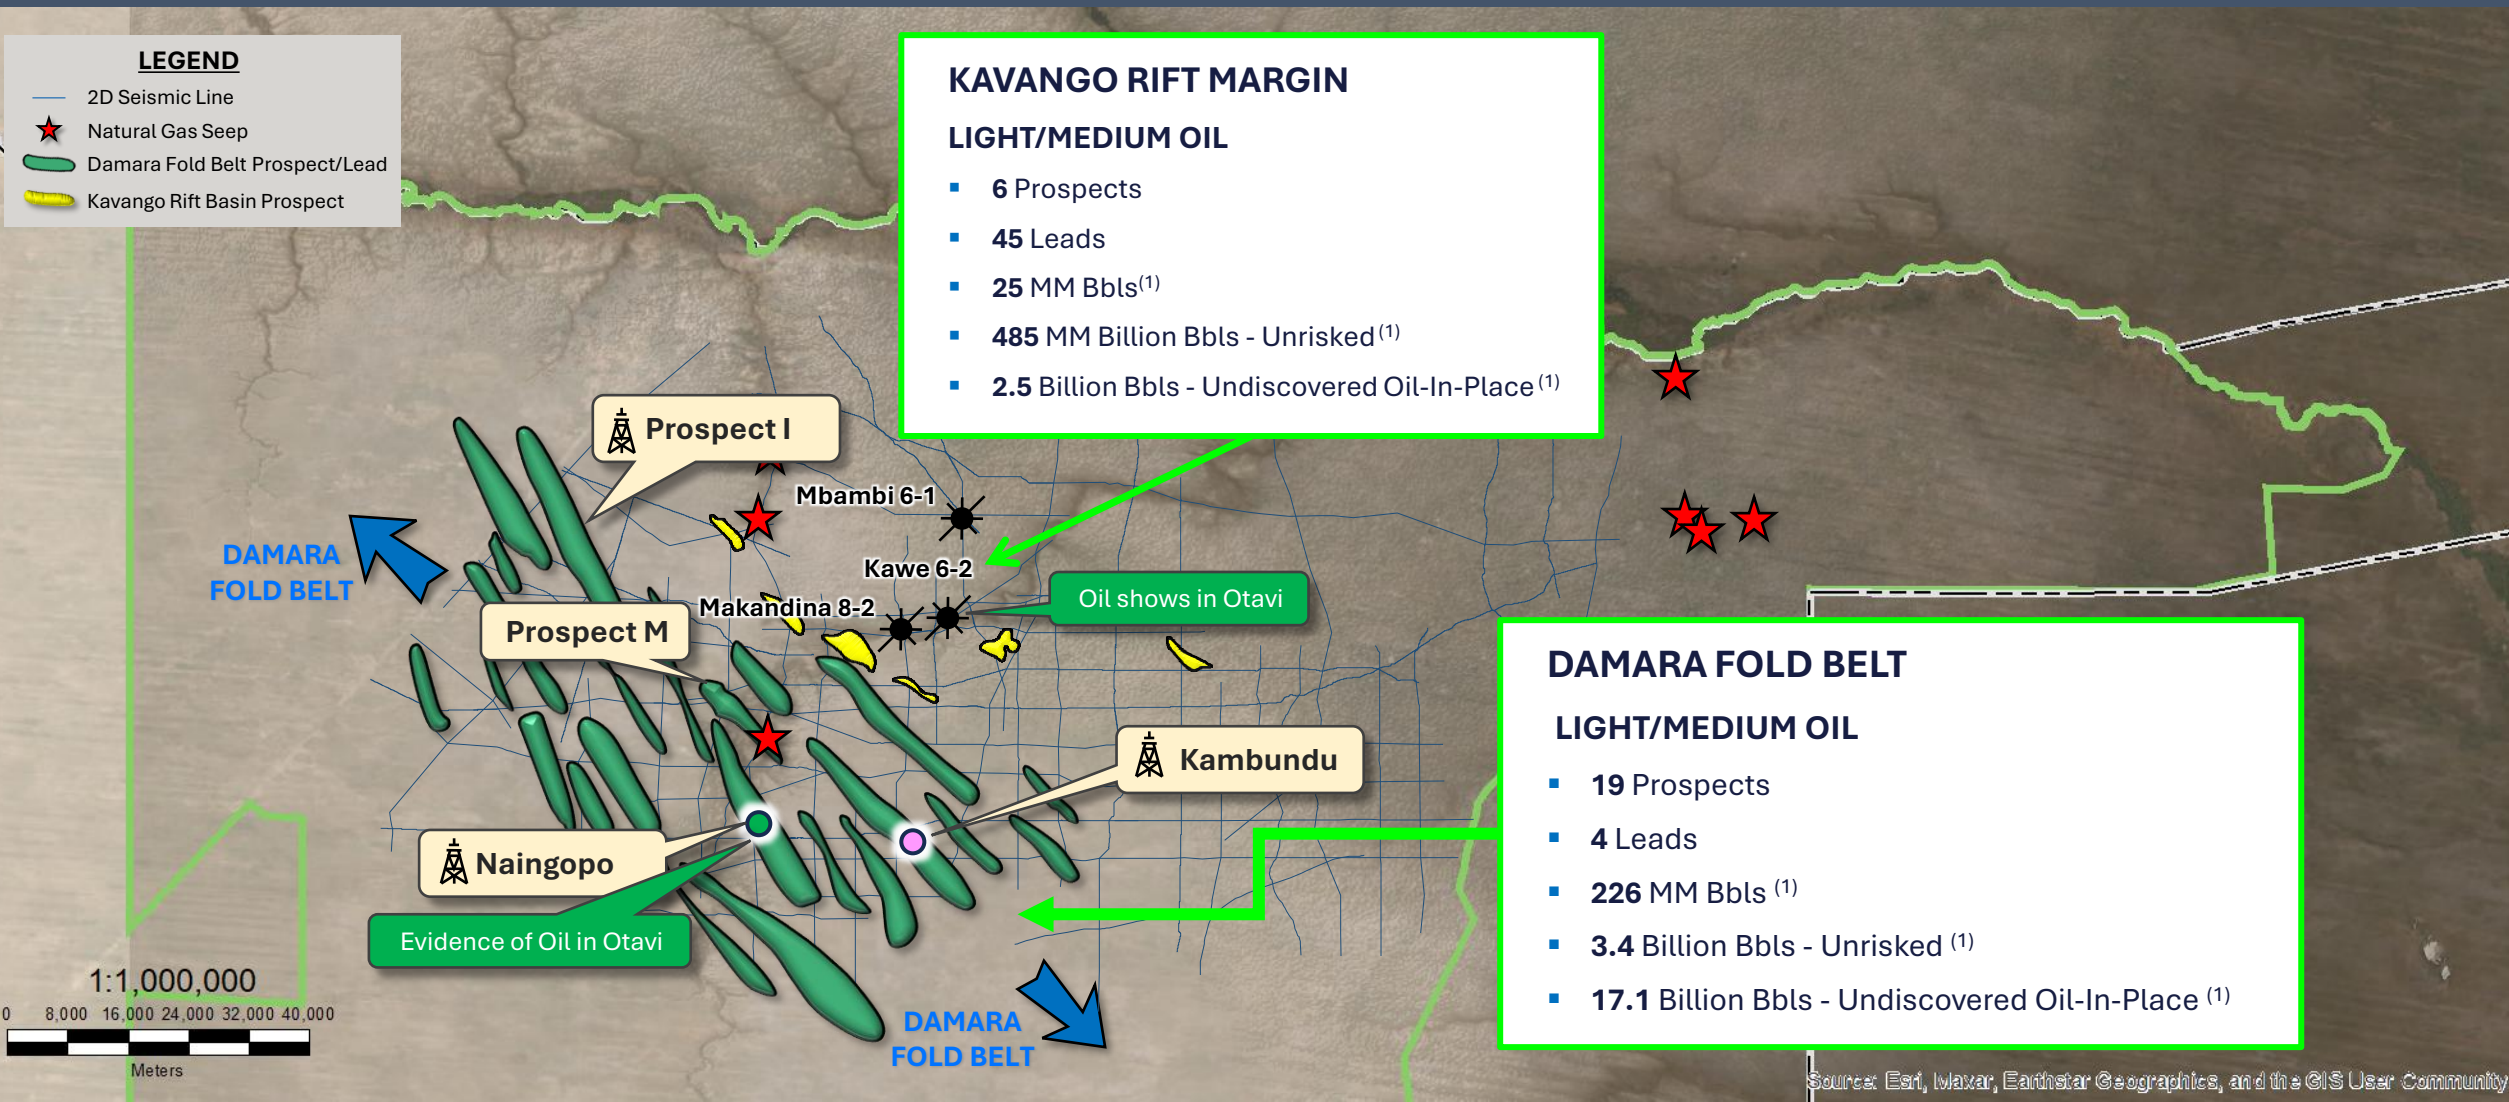 LEGEND
2D Seismic Line
Natural Gas Seep
Damara Fold Belt Prospect/Lead
Kavango Rift Basin Prospect
KAVANGO RIFT MARGIN
LIGHT/MEDIUM OIL
▪ 6 Prospects
▪ 45 Leads
▪ 25 MM Bbls(1)
▪ 485 MM Billion Bbls - Unrisked(1)
▪ 2.5 Billion Bbls - Undiscovered Oil-In-Place(1)
Prospect I
Mbambi 6-1
DAMARA
FOLD BELT
Kawe 6-2
Oil shows in Otavi
Makandina 8-2
Prospect M
Kambundu
Naingopo
Evidence of Oil in Otavi
DAMARA FOLD BELT
LIGHT/MEDIUM OIL
▪ 19 Prospects
▪ 4 Leads
▪ 226 MM Bbls (1)
▪ 3.4 Billion Bbls - Unrisked (1)
▪ 17.1 Billion Bbls - Undiscovered Oil-In-Place (1)
1:1,000,000
0 8,000 16,000 24,000 32,000 40,000
Meters
DAMARA
FOLD BELT
Source: Esri, Maxar, Earthstar Geographics, and the GIS User Community